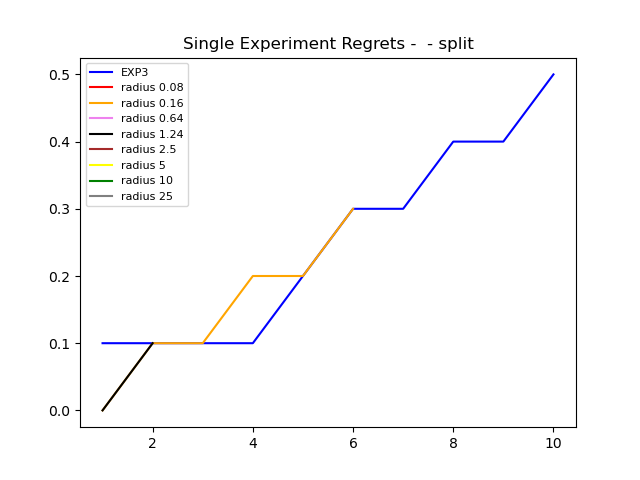 Single Experiment Regrets -  - split
EXP3
radius 0.08
radius 0.16
radius 0.64
radius 1.24
radius 2.5
radius 5
radius 10
radius 25
0.5
0.4
0.3
0.2
0.1
0.0
2 4 6 8 10